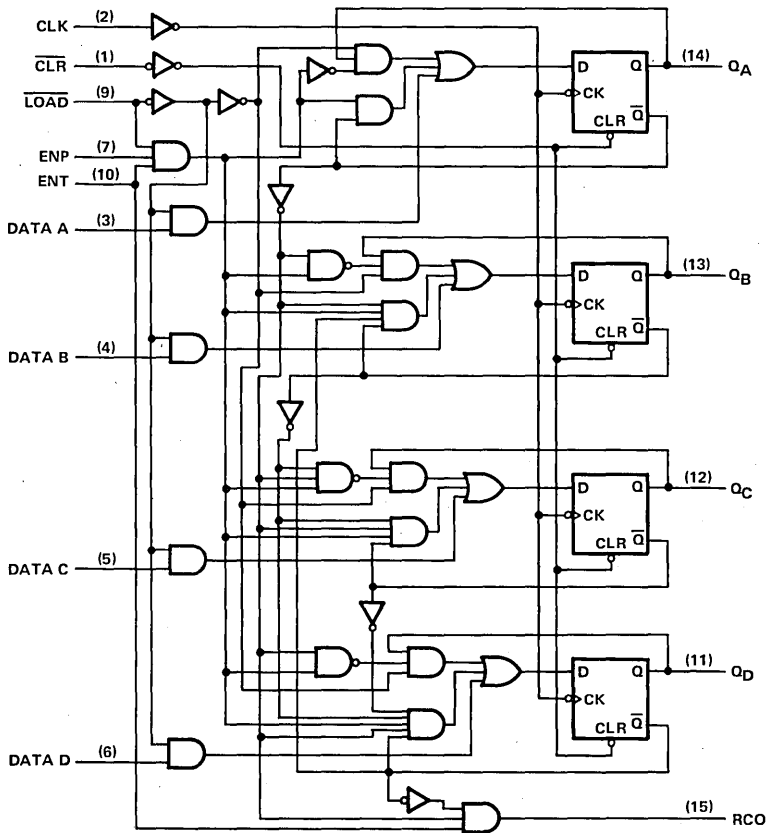 CLK (2)
CLR (1)
LOAD (9)
ENP (7)
ENT (10)
DATA A (3)
D Q (14) QA
CK
CLR Q
D Q (13) QB
CK
CLR Q
DATA B (4)
D Q (12) QC
CK
CLR Q
DATA C (5)
D Q (11) QD
CK
CLR Q
DATA D (6)
(15) RCO